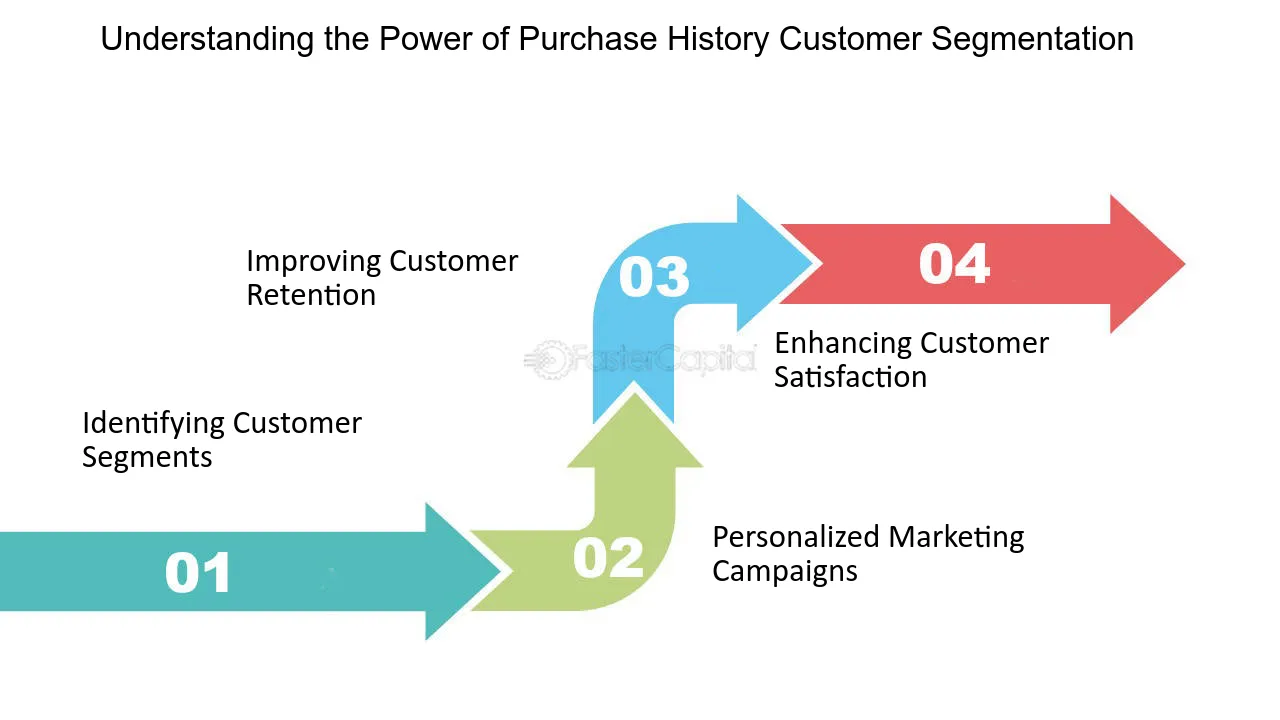 Understanding the Power of Purchase History Customer Segmentation
Improving Customer
Retention
03
04
FasterCapital
Enhancing Customer
Satisfaction
Identifying Customer
Segments
01
02
Personalized Marketing
Campaigns